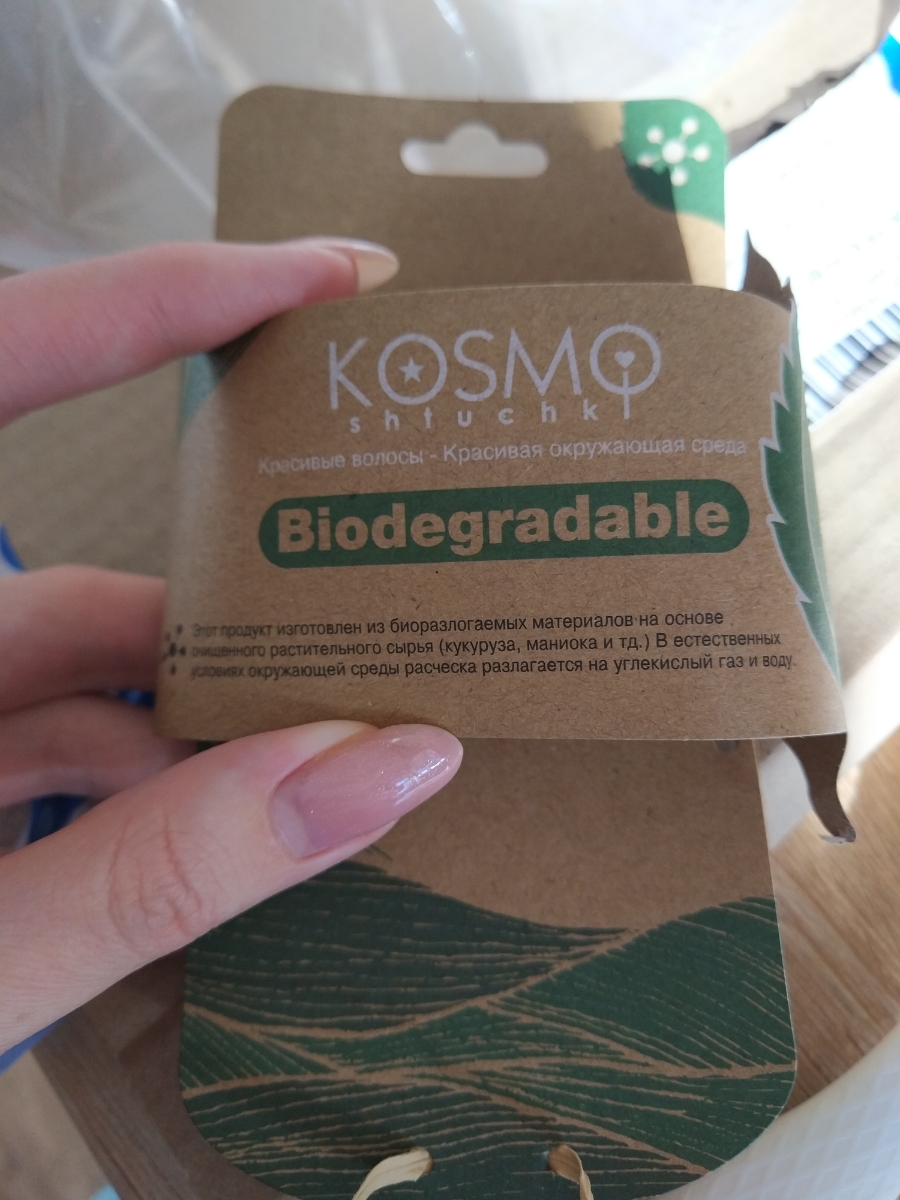 KOSMO
shtuchki
Красивые волосы - Красивая окружающая среда
Biodegradable
Этот продукт изготовлен из биоразлогаемых материалов на основе
очищенного растительного сырья (кукуруза, маниока и тд.) В естественных
условиях окружающей среды расческа разлагается на углекислый газ и воду.